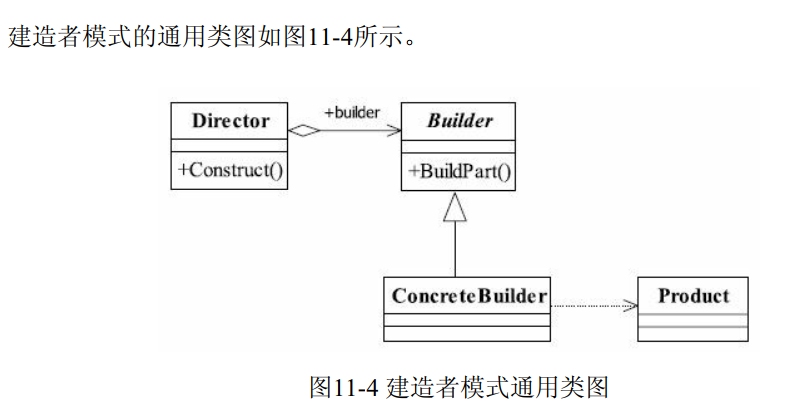 建造者模式的通用类图如图11-4所示。
Director
+builder
Builder
+Construct()
+BuildPart()
ConcreteBuilder
Product
图11-4 建造者模式通用类图